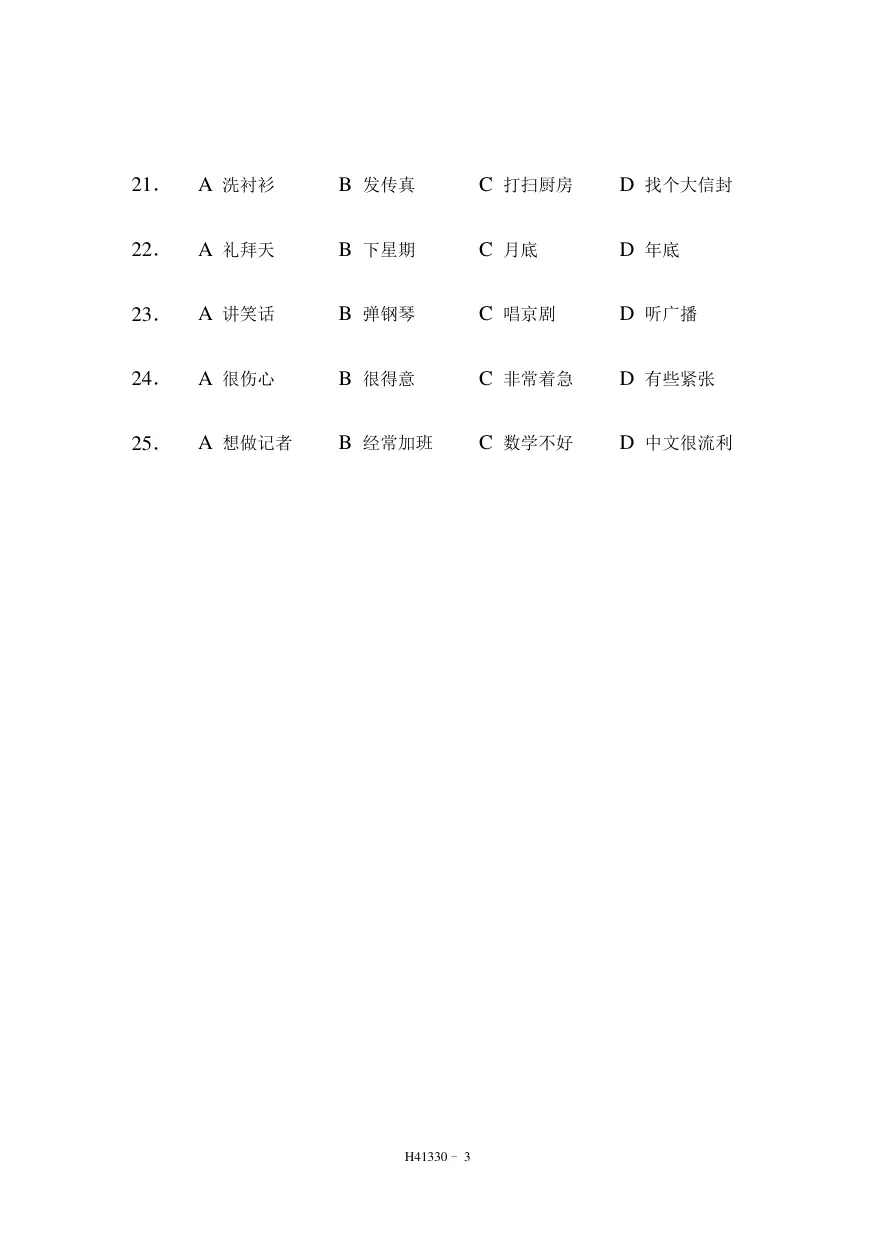 21． A 洗衬衫 B 发传真 C 打扫厨房 D 找个大信封
22． A 礼拜天 B 下星期 C 月底 D 年底
23． A 讲笑话 B 弹钢琴 C 唱京剧 D 听广播
24． A 很伤心 B 很得意 C 非常着急 D 有些紧张
25． A 想做记者 B 经常加班 C 数学不好 D 中文很流利
H41330－ 3